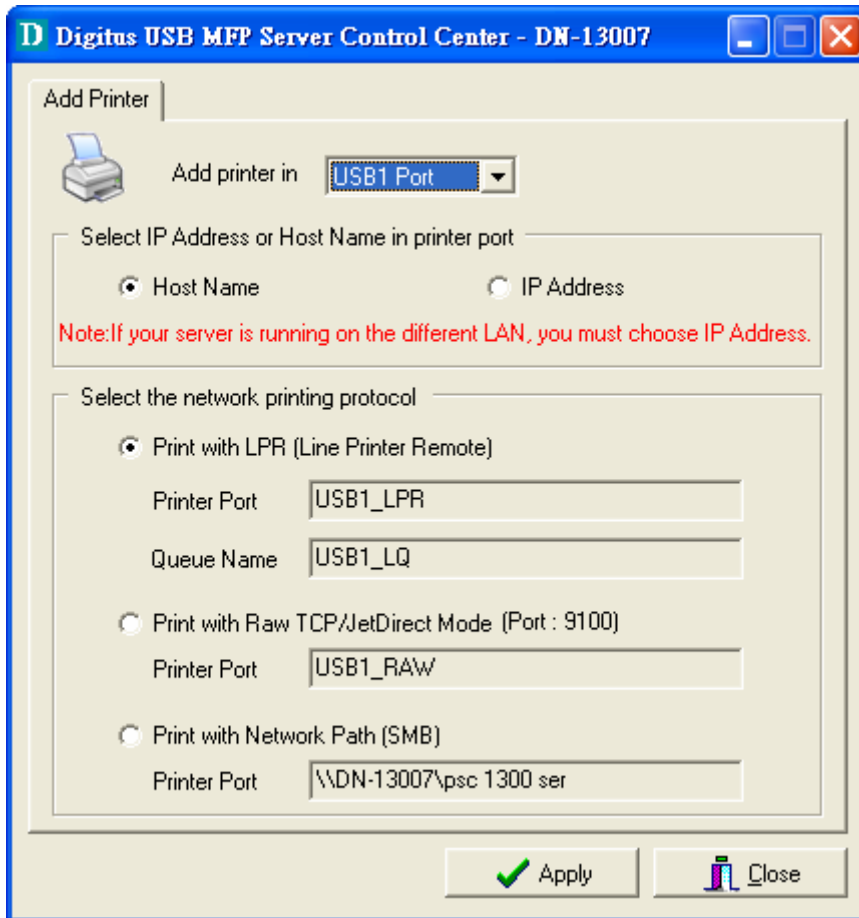 D Digitus USB MFP Server Control Center - DN-13007
Add Printer
Add printer in USB1 Port
Select IP Address or Host Name in printer port
Host Name IP Address
Note:If your server is running on the different LAN, you must choose IP Address.
Select the network printing protocol
Print with LPR (Line Printer Remote)
Printer Port USB1_LPR
Queue Name USB1_LQ
Print with Raw TCP/JetDirect Mode (Port : 9100)
Printer Port USB1_RAW
Print with Network Path (SMB)
Printer Port \\DN-13007\psc 1300 ser
Apply Close